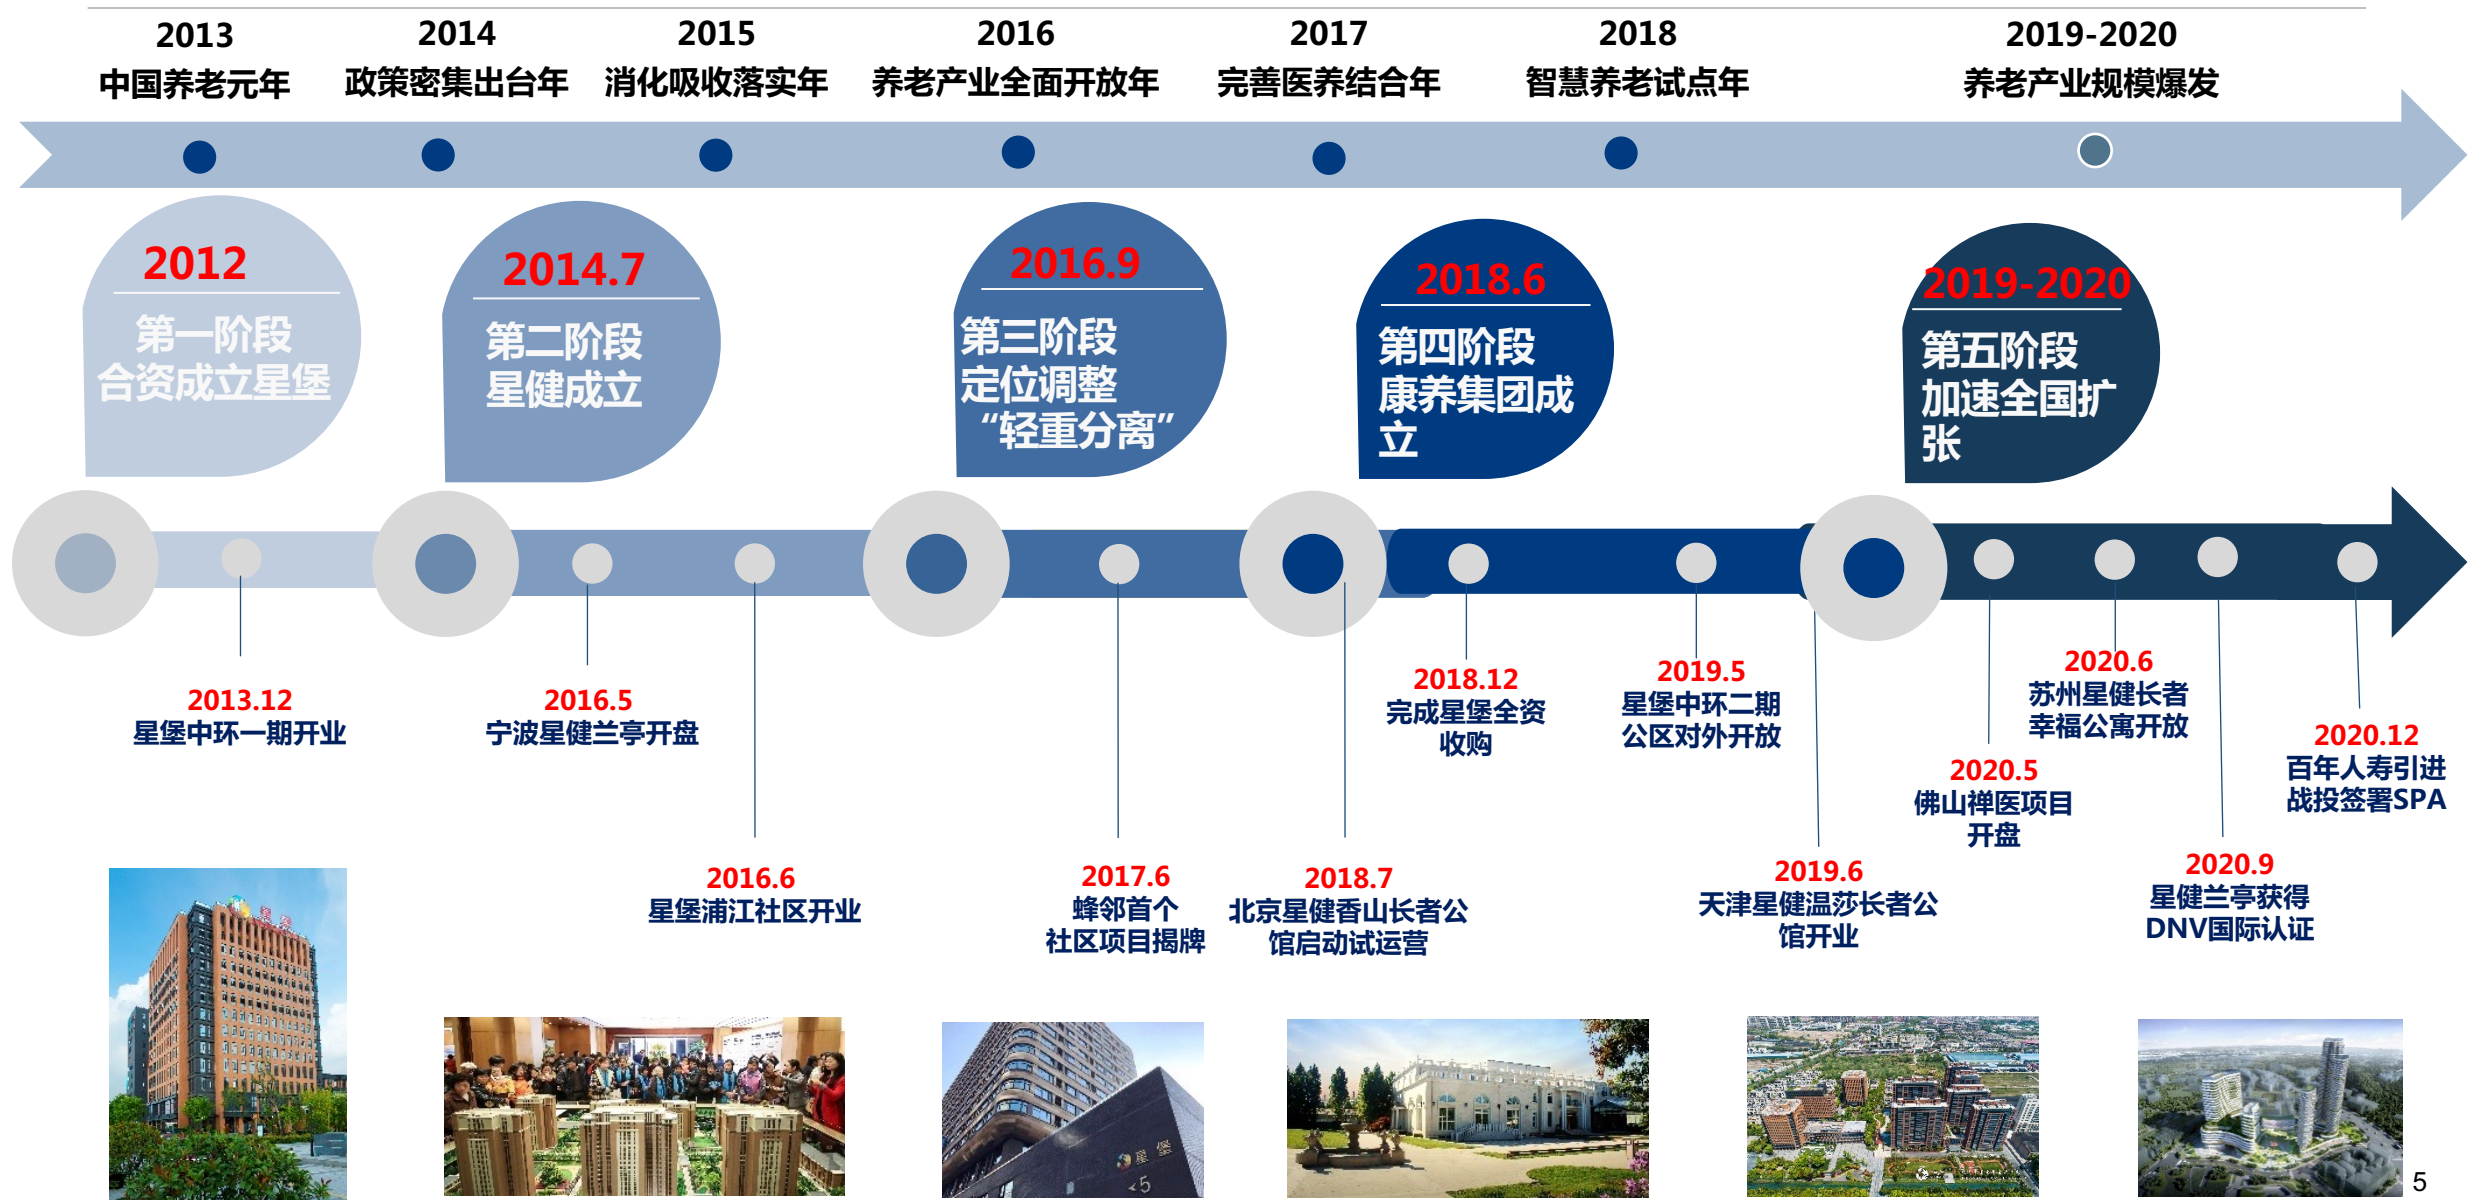 2013
中国养老元年
2014
政策密集出台年
2015
消化吸收落实年
2016
养老产业全面开放年
2017
完善医养结合年
2018
智慧养老试点年
2019-2020
养老产业规模爆发
2012
第一阶段
合资成立星堡
2014.7
第二阶段
星健成立
2016.9
第三阶段
定位调整
“轻重分离”
2018.6
第四阶段
康养集团成
立
2019-2020
第五阶段
加速全国扩
张
2013.12
星堡中环一期开业
2016.5
宁波星健兰亭开盘
2016.6
星堡浦江社区开业
2017.6
蜂邻首个
社区项目揭牌
2018.7
北京星健香山长者公
馆启动试运营
2018.12
完成星堡全资
收购
2019.5
星堡中环二期
公区对外开放
2019.6
天津星健温莎长者公
馆开业
2020.5
佛山禅医项目
开盘
2020.6
苏州星健长者
幸福公寓开放
2020.9
星健兰亭获得
DNV国际认证
2020.12
百年人寿引进
战投签署SPA
星堡
星堡
5
5